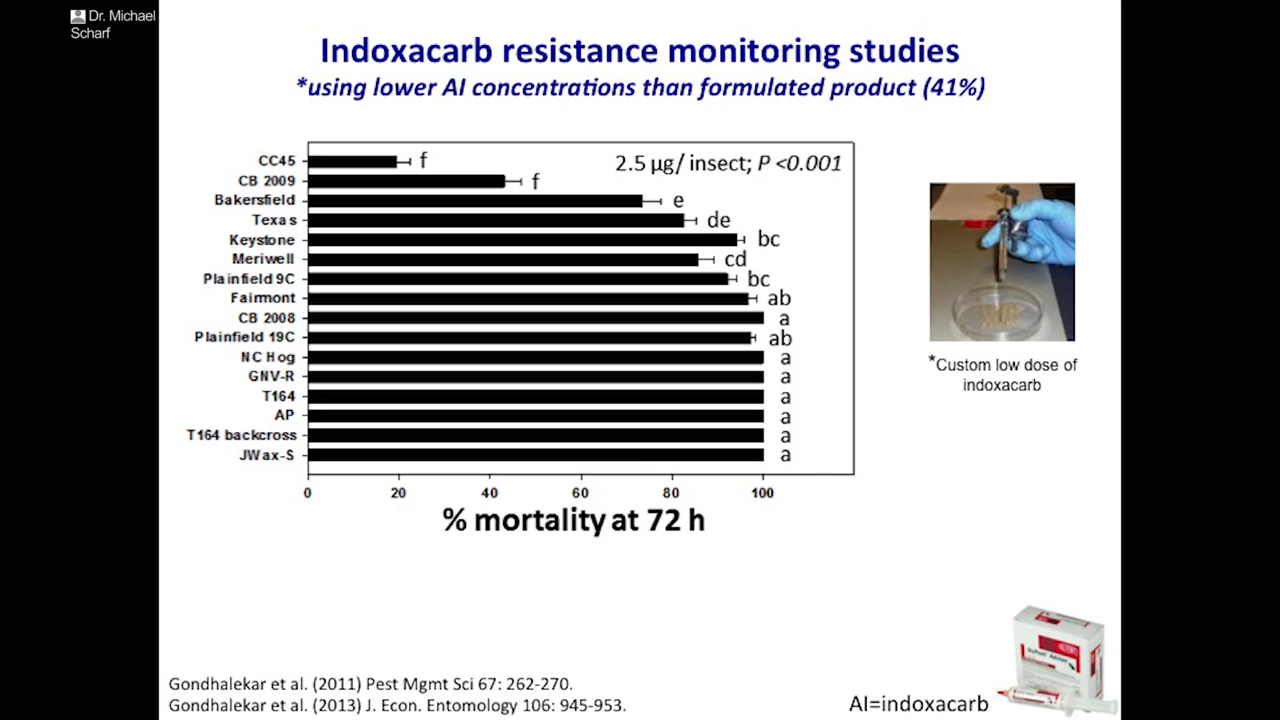 Dr. Michael
Scharf
Indoxacarb resistance monitoring studies
*using lower AI concentrations than formulated product (41%)
2.5 µg/ insect; P <0.001
CC45 f
CB 2009 f
Bakersfield e
Texas de
Keystone bc
Meriwell cd
Plainfield 9C bc
Fairmont ab
CB 2008 a
Plainfield 19C ab
NC Hog a
GNV-R a
T164 a
AP a
T164 backcross a
JWax-S a
0 20 40 60 80 100
% mortality at 72 h
*Custom low dose of
indoxacarb
Gondhalekar et al. (2011) Pest Mgmt Sci 67: 262-270.
Gondhalekar et al. (2013) J. Econ. Entomology 106: 945-953.
AI=indoxacarb